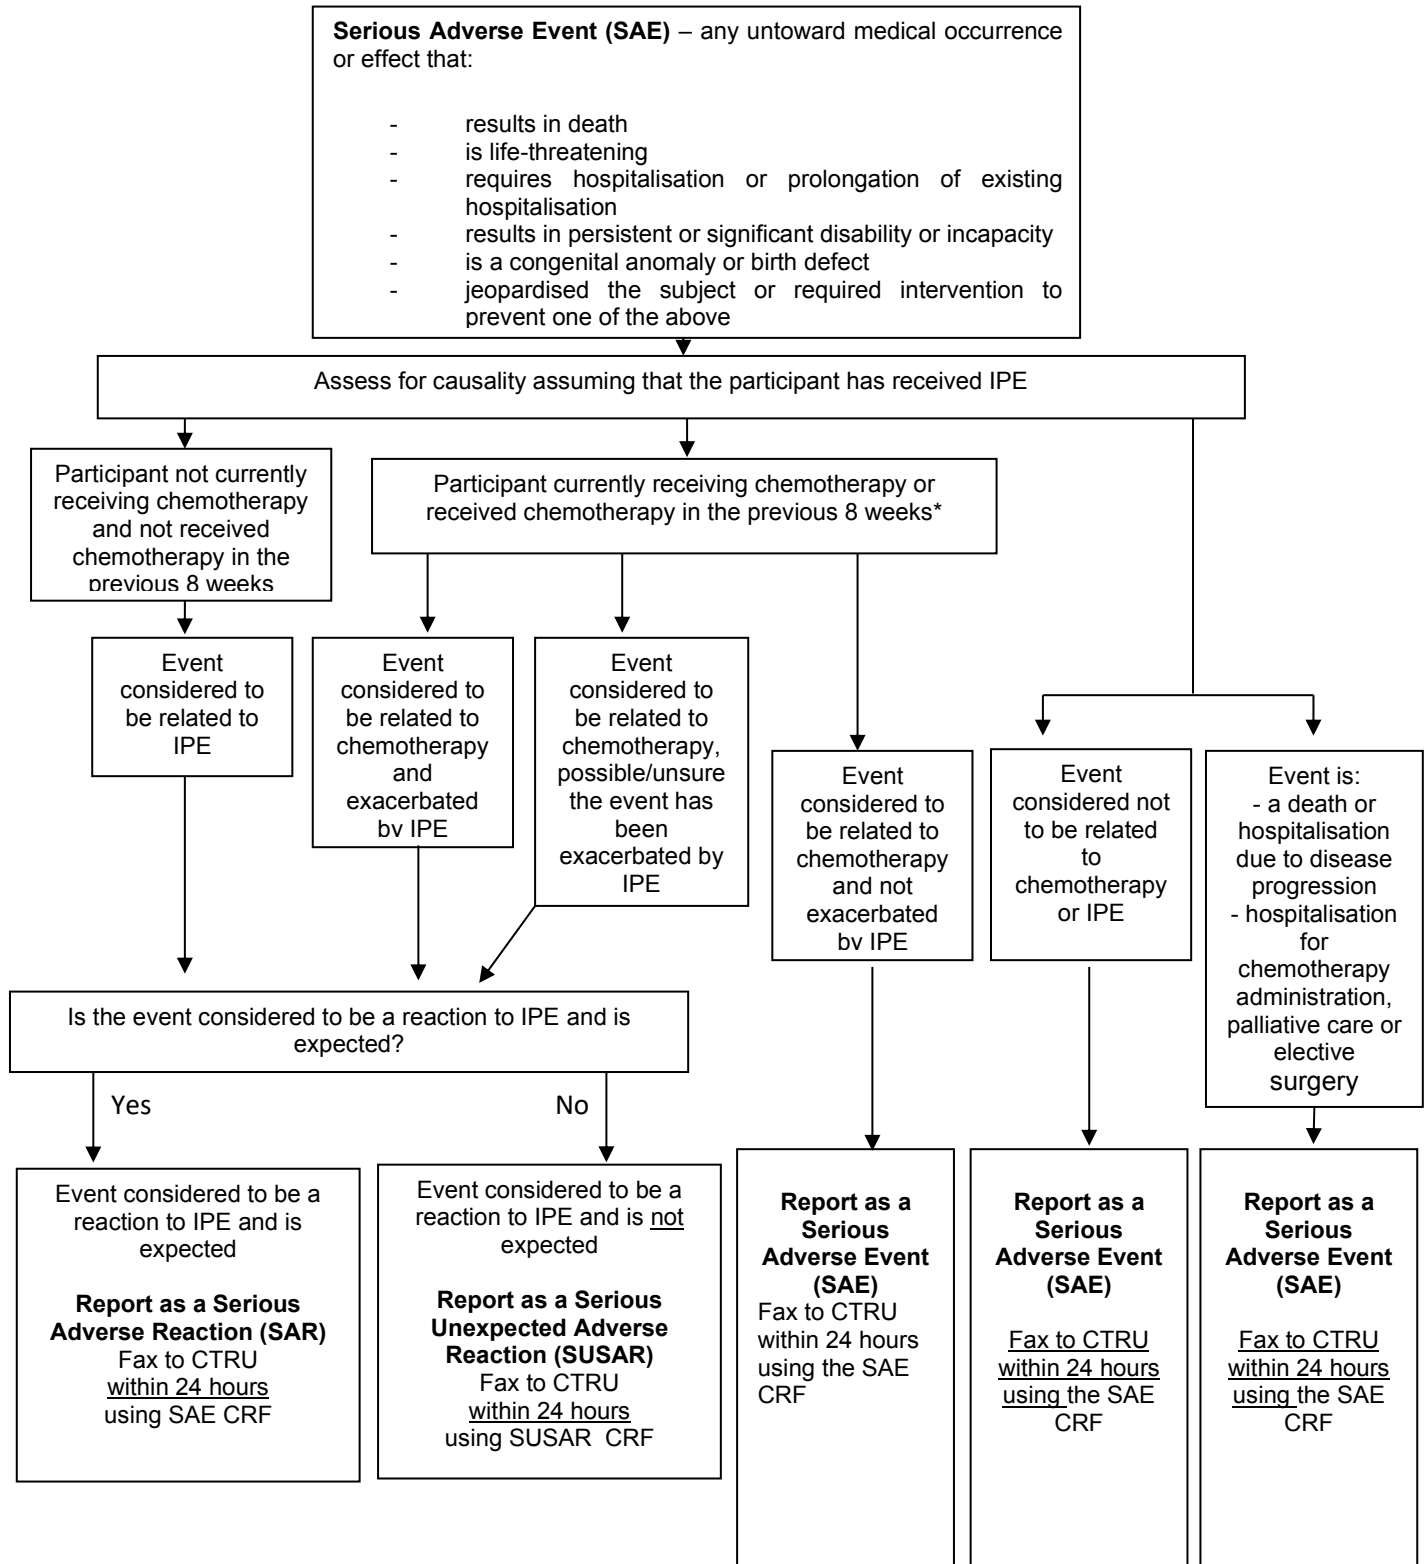 Serious Adverse Event (SAE) – any untoward medical occurrence
or effect that:
- results in death
- is life-threatening
- requires hospitalisation or prolongation of existing
hospitalisation
- results in persistent or significant disability or incapacity
- is a congenital anomaly or birth defect
- jeopardised the subject or required intervention to
prevent one of the above
Assess for causality assuming that the participant has received IPE
Participant not currently
receiving chemotherapy
and not received
chemotherapy in the
previous 8 weeks
Participant currently receiving chemotherapy or
received chemotherapy in the previous 8 weeks*
Event
considered to
be related to
IPE
Event
considered to
be related to
chemotherapy
and
exacerbated
by IPE
Event
considered to
be related to
chemotherapy,
possible/unsure
the event has
been
exacerbated by
IPE
Event
considered to
be related to
chemotherapy
and not
exacerbated
by IPE
Event
considered not
to be related
to
chemotherapy
or IPE
Event is:
- a death or
hospitalisation
due to disease
progression
- hospitalisation
for
chemotherapy
administration,
palliative care or
elective
surgery
Is the event considered to be a reaction to IPE and is
expected?
Yes
No
Event considered to be a
reaction to IPE and is
expected
Report as a Serious
Adverse Reaction (SAR)
Fax to CTRU
within 24 hours
using SAE CRF
Event considered to be a
reaction to IPE and is not
expected
Report as a Serious
Unexpected Adverse
Reaction (SUSAR)
Fax to CTRU
within 24 hours
using SUSAR CRF
Report as a
Serious
Adverse Event
(SAE)
Fax to CTRU
within 24 hours
using the SAE
CRF
Report as a
Serious
Adverse Event
(SAE)
Fax to CTRU
within 24 hours
using the SAE
CRF
Report as a
Serious
Adverse Event
(SAE)
Fax to CTRU
within 24 hours
using the SAE
CRF